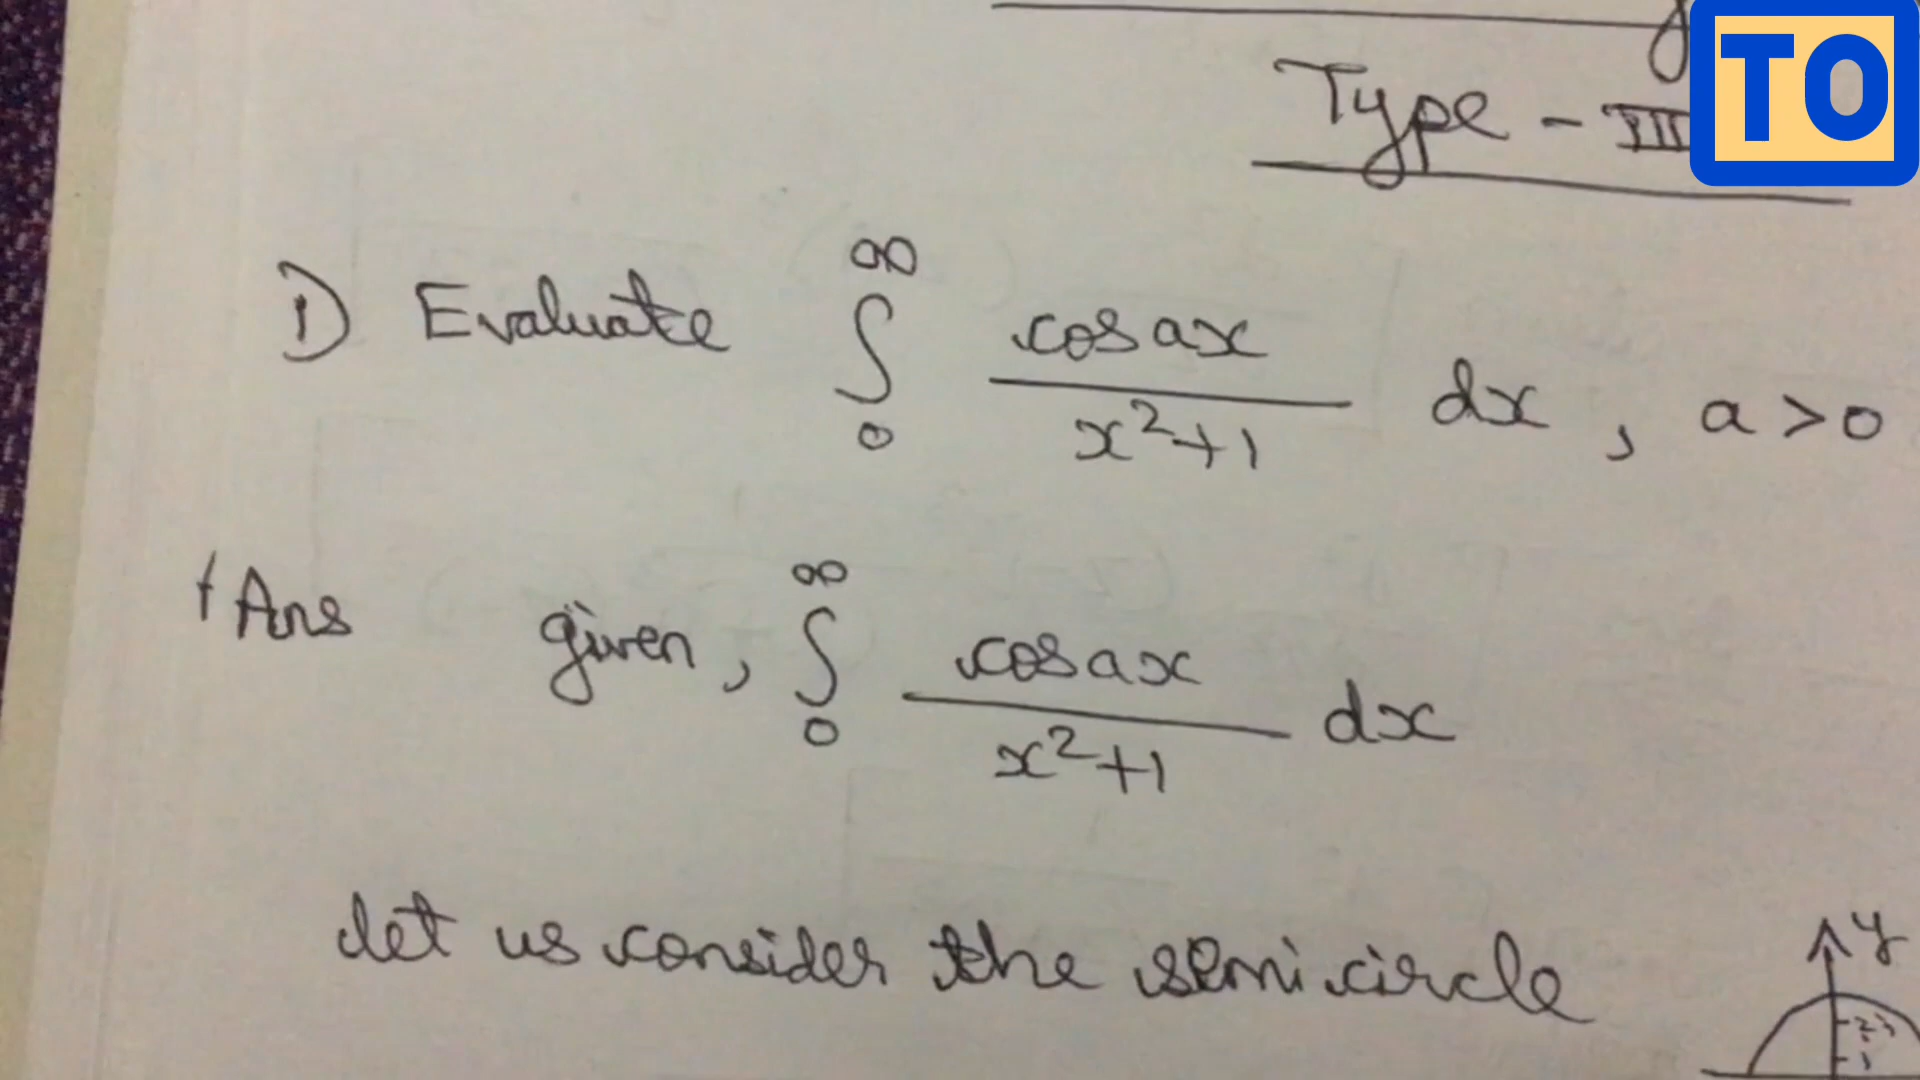 TO
Type - III
1) Evaluate ∫₀^∞ cos ax / x²+1 dx , a > 0
Ans given, ∫₀^∞ cos ax / x²+1 dx
let us consider the semi circle
y